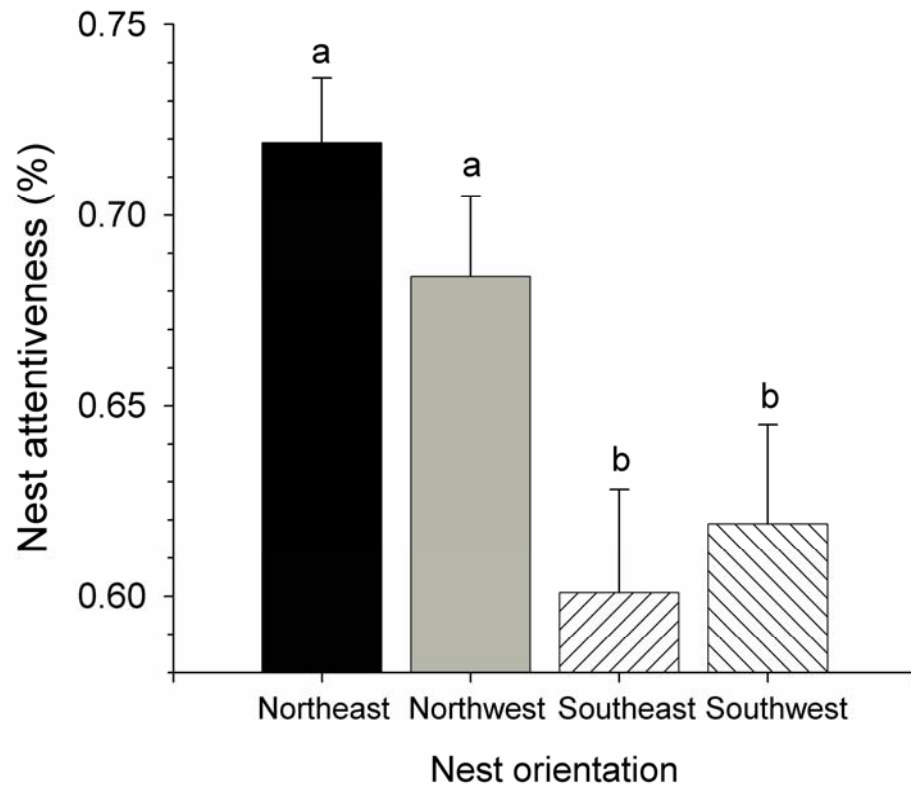 Nest attentiveness (%)
0.75
0.70
0.65
0.60
a
a
b
b
Northeast Northwest Southeast Southwest
Nest orientation